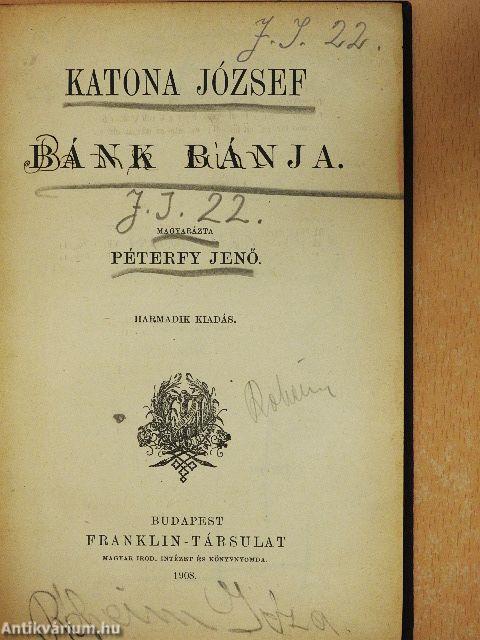 J. J. 22.
KATONA JÓZSEF
BÁNK BÁNJA.
J. J. 22.
MAGYARÁZTA
PÉTERFY JENŐ.
HARMADIK KIADÁS.
BUDAPEST
FRANKLIN-TÁRSULAT
MAGYAR IROD. INTÉZET ÉS KÖNYVNYOMDA.
1908.
Antikvárium.hu